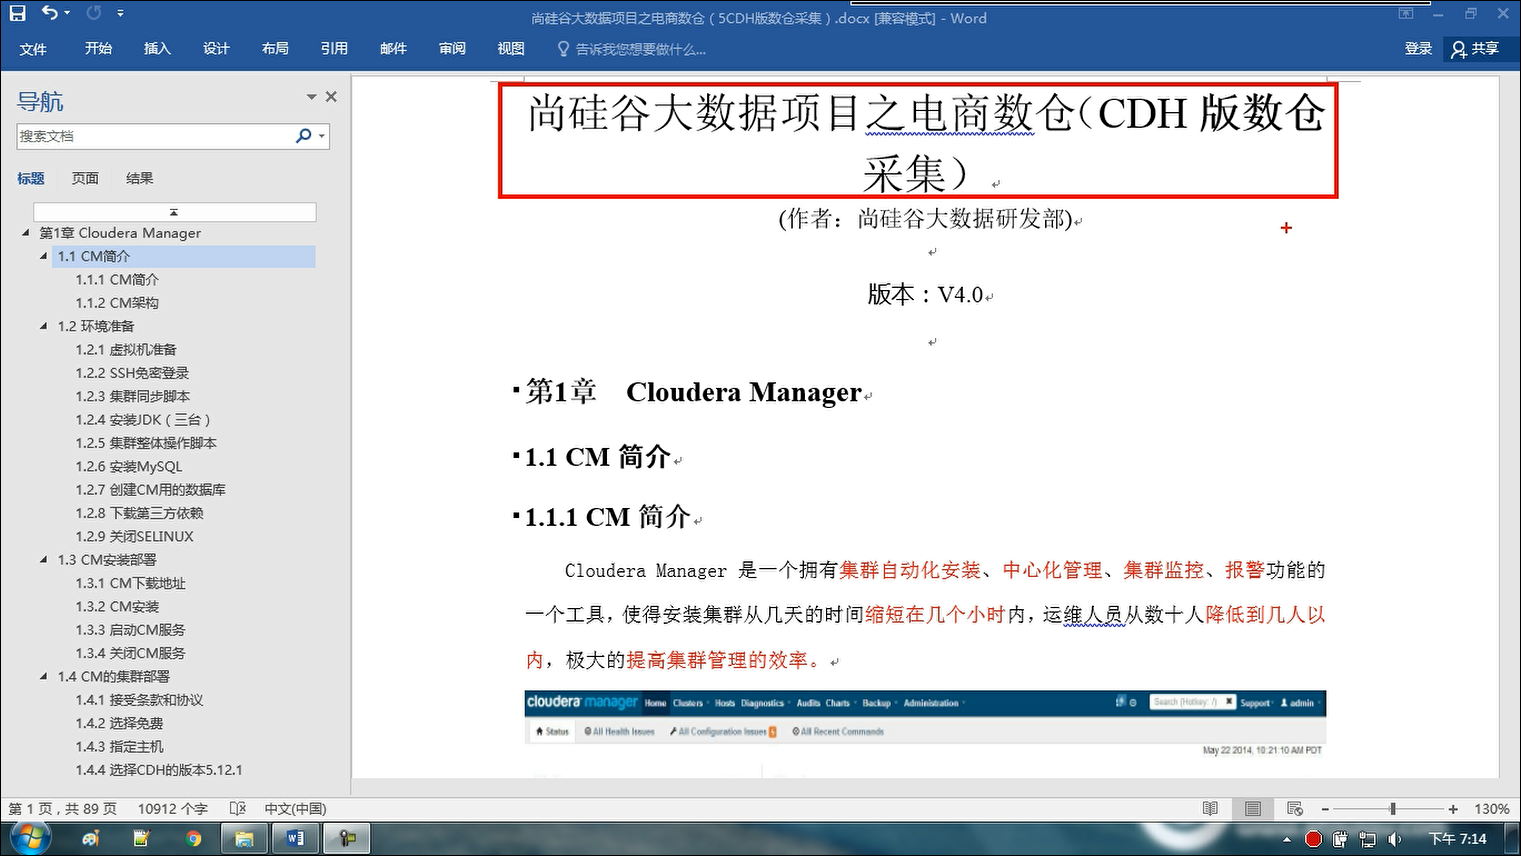 尚硅谷大数据项目之电商数仓（5CDH版数仓采集）.docx [兼容模式] - Word
文件 开始 插入 设计 布局 引用 邮件 审阅 视图 告诉我您想要做什么... 登录 共享
导航
搜索文档
标题 页面 结果
第1章 Cloudera Manager
1.1 CM简介
1.1.1 CM简介
1.1.2 CM架构
1.2 环境准备
1.2.1 虚拟机准备
1.2.2 SSH免密登录
1.2.3 集群同步脚本
1.2.4 安装JDK（三台）
1.2.5 集群整体操作脚本
1.2.6 安装MySQL
1.2.7 创建CM用的数据库
1.2.8 下载第三方依赖
1.2.9 关闭SELINUX
1.3 CM安装部署
1.3.1 CM下载地址
1.3.2 CM安装
1.3.3 启动CM服务
1.3.4 关闭CM服务
1.4 CM的集群部署
1.4.1 接受条款和协议
1.4.2 选择免费
1.4.3 指定主机
1.4.4 选择CDH的版本5.12.1
尚硅谷大数据项目之电商数仓（CDH 版数仓
采集）
(作者：尚硅谷大数据研发部)
版本：V4.0
第1章 Cloudera Manager
1.1 CM 简介
1.1.1 CM 简介
Cloudera Manager 是一个拥有集群自动化安装、中心化管理、集群监控、报警功能的
一个工具，使得安装集群从几天的时间缩短在几个小时内，运维人员从数十人降低到几人以
内，极大的提高集群管理的效率。
cloudera manager Home Clusters Hosts Diagnostics Audits Charts Backup Administration Search (Hotkey: /) Support admin
Status All Health Issues All Configuration Issues All Recent Commands
May 22 2014, 10:21:10 AM PDT
第 1 页，共 89 页 10912 个字 中文(中国) 130%
下午 7:14